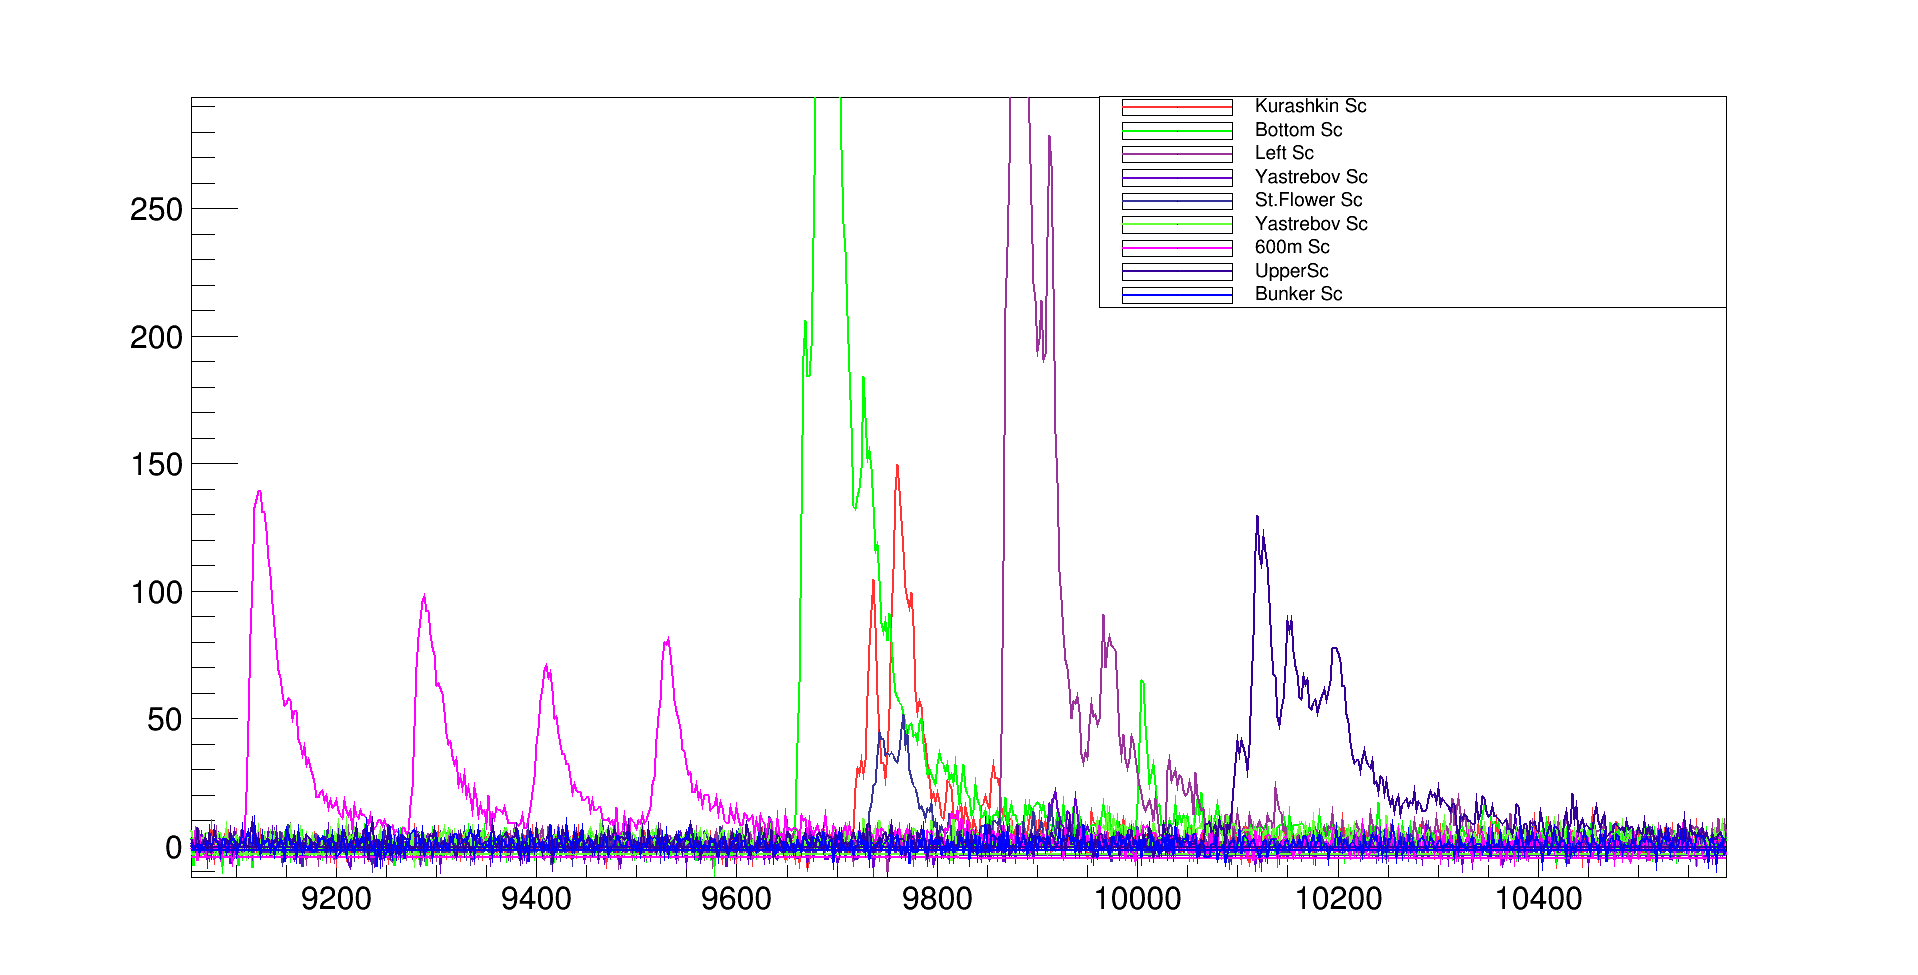 Kurashkin Sc
Bottom Sc
Left Sc
Yastrebov Sc
St.Flower Sc
Yastrebov Sc
600m Sc
UpperSc
Bunker Sc
250
200
150
100
50
0
9200 9400 9600 9800 10000 10200 10400